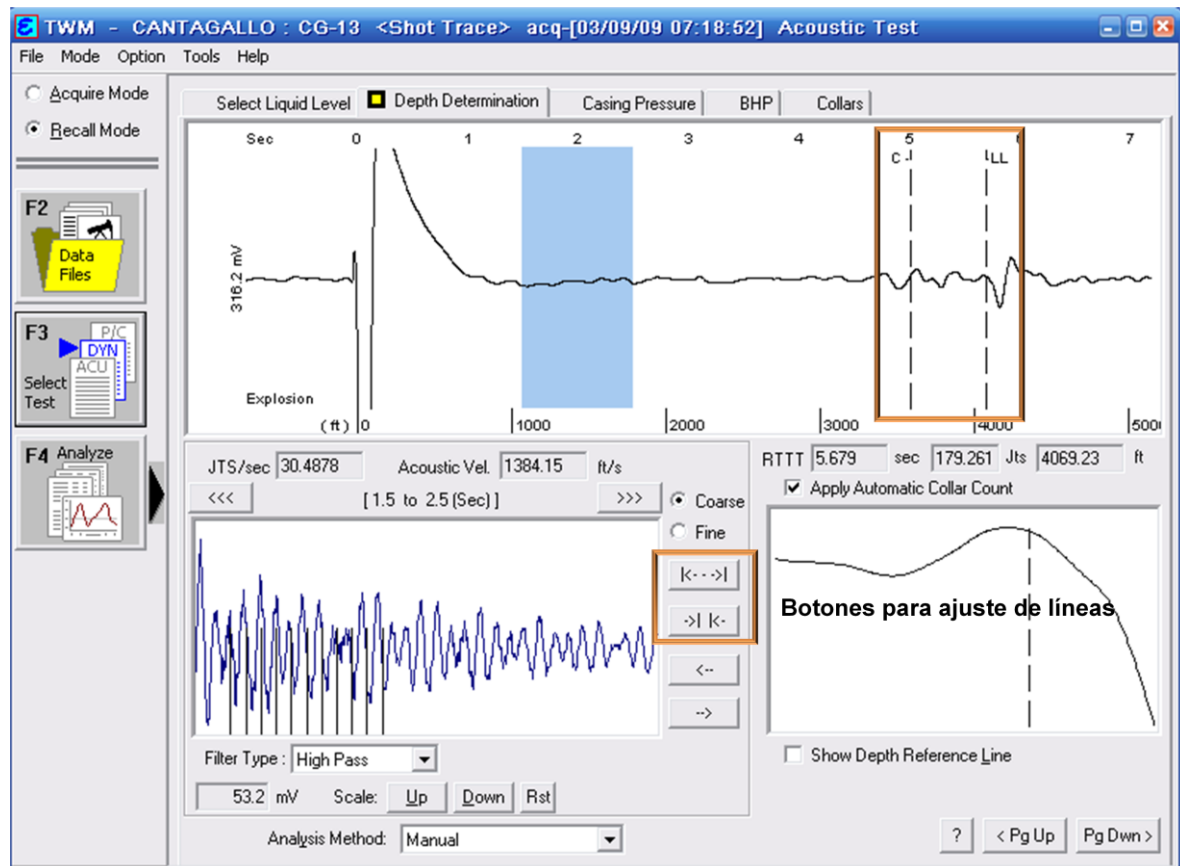 TWM - CANTAGALLO : CG-13 <Shot Trace> acq-[03/09/09 07:18:52] Acoustic Test
File Mode Option Tools Help
Acquire Mode
Recall Mode
F2
Data
Files
F3
P/C
DYN
ACU
Select
Test
F4 Analyze
Select Liquid Level Depth Determination Casing Pressure BHP Collars
Sec 0 1 2 3 4 5 7
C LL
316.2 mV
Explosion
(ft) 0 1000 2000 3000 4000 500
JTS/sec 30.4878 Acoustic Vel. 1384.15 ft/s
<<< [ 1.5 to 2.5 (Sec) ] >>>
Coarse
Fine
|<--->|
->| |<-
<--
-->
Filter Type : High Pass
53.2 mV Scale: Up Down Rst
Analysis Method: Manual
RTTT 5.679 sec 179.261 Jts 4069.23 ft
Apply Automatic Collar Count
Botones para ajuste de líneas
Show Depth Reference Line
? < Pg Up Pg Dwn >